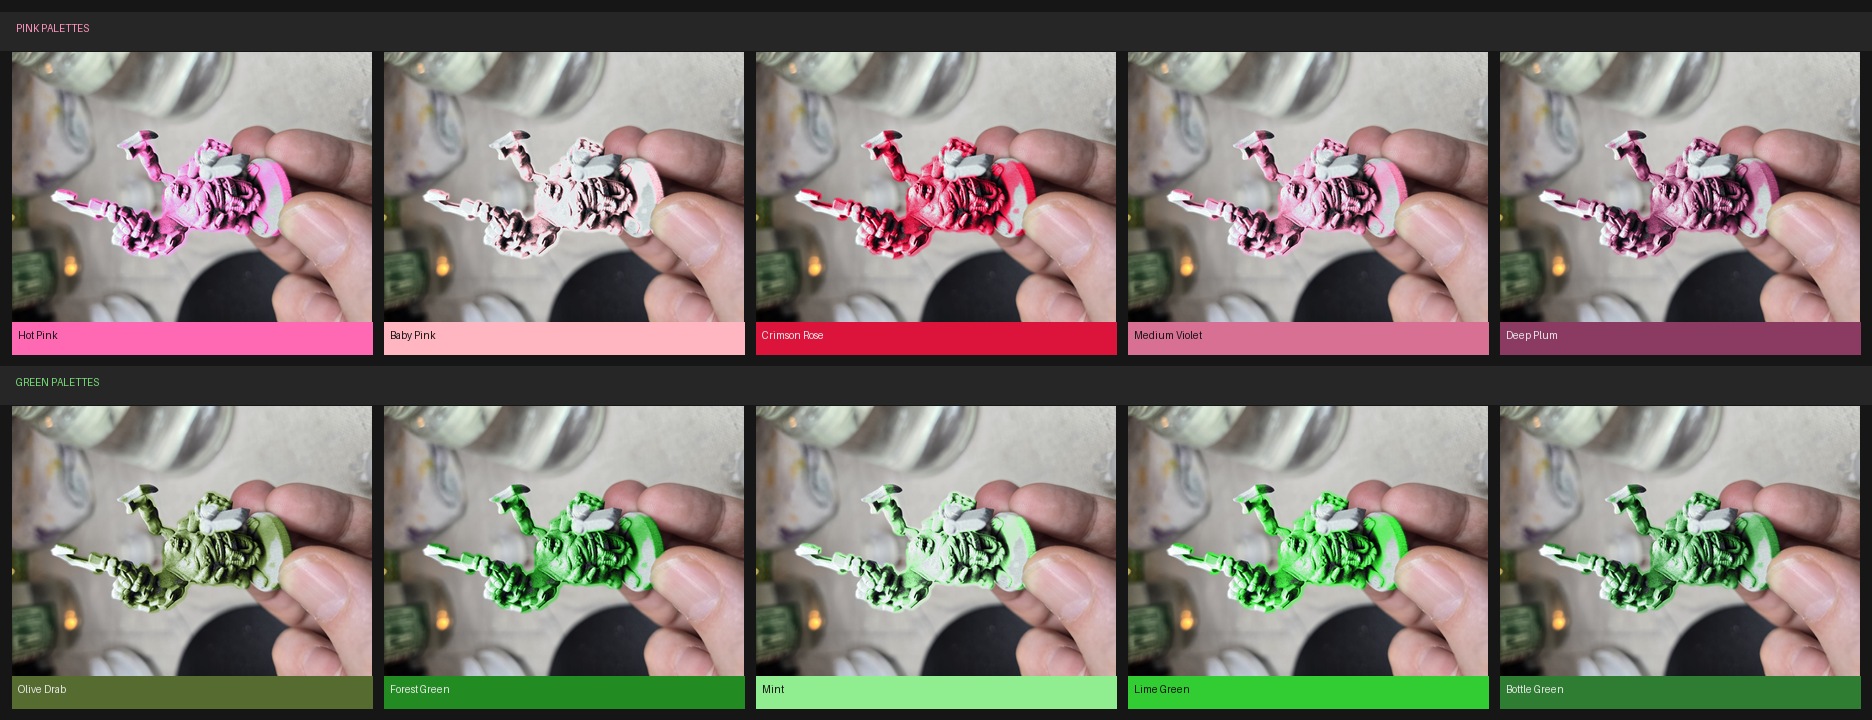 PINK PALETTES
Hot Pink
Baby Pink
Crimson Rose
Medium Violet
Deep Plum
GREEN PALETTES
Olive Drab
Forest Green
Mint
Lime Green
Bottle Green